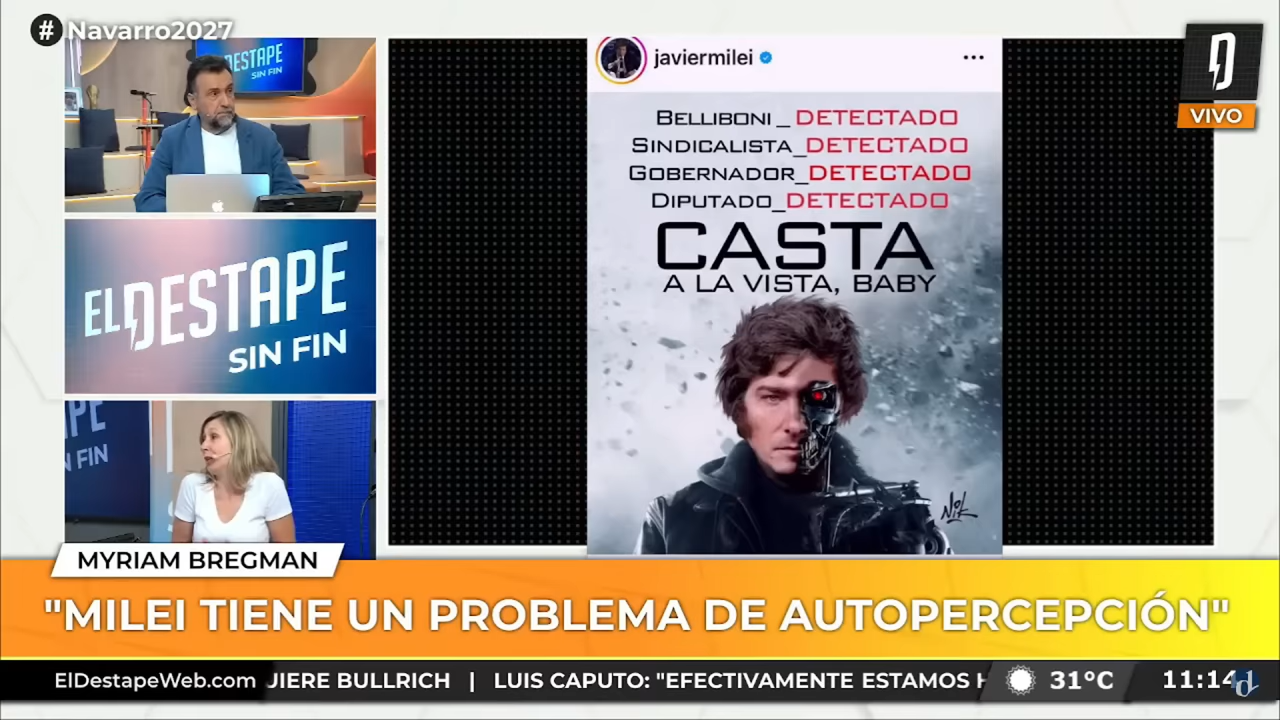 #Navarro2027
DESTAPE
SIN FIN
javiermilei
VIVO
BELLIBONI_DETECTADO
SINDICALISTA_DETECTADO
GOBERNADOR_DETECTADO
DIPUTADO_DETECTADO
CASTA
A LA VISTA, BABY
NIK
EL DESTAPE
SIN FIN
SIN FIN
MYRIAM BREGMAN
"MILEI TIENE UN PROBLEMA DE AUTOPERCEPCIÓN"
ElDestapeWeb.com UIERE BULLRICH | LUIS CAPUTO: "EFECTIVAMENTE ESTAMOS H 31°C 11:14